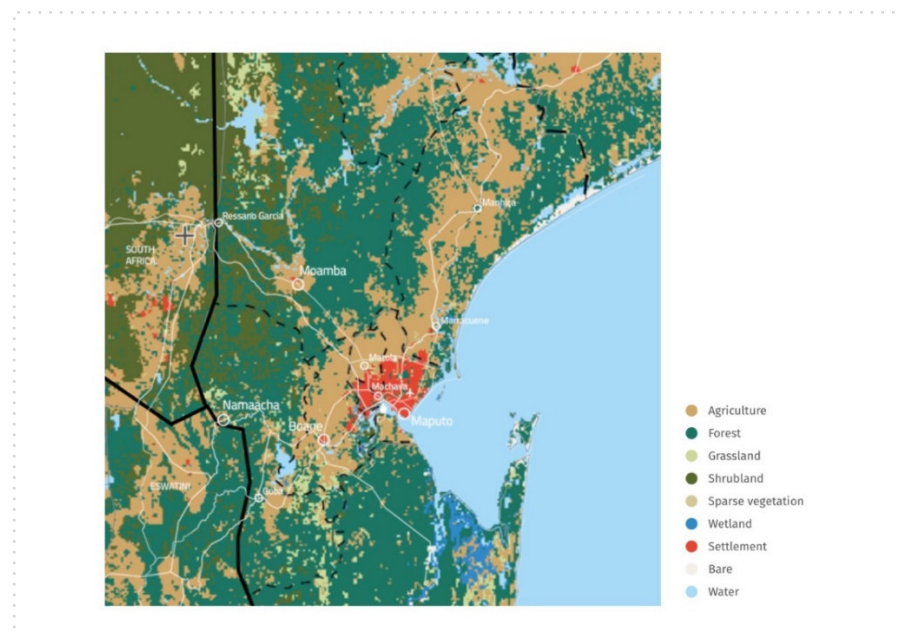 Manhiça
Ressano Garcia
SOUTH
AFRICA
Moamba
Marracuene
Matola
Machava
Namaacha
Maputo
Boane
ESWATINI
Goba
Agriculture
Forest
Grassland
Shrubland
Sparse vegetation
Wetland
Settlement
Bare
Water